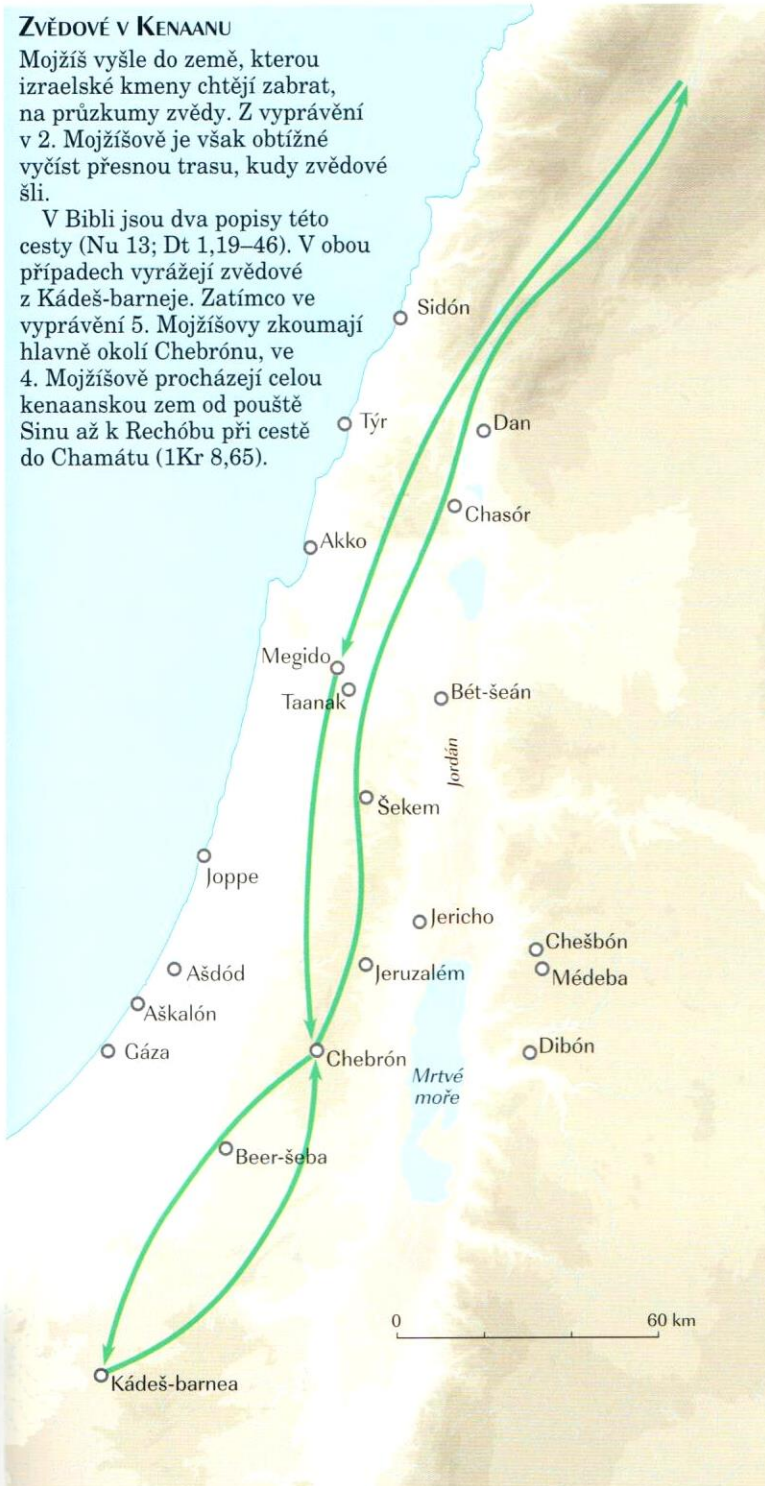 ZVĚDOVÉ V KENAANU
Mojžíš vyšle do země, kterou
izraelské kmeny chtějí zabrat,
na průzkumy zvědy. Z vyprávění
v 2. Mojžíšově je však obtížné
vyčíst přesnou trasu, kudy zvědové
šli.
V Bibli jsou dva popisy této
cesty (Nu 13; Dt 1,19–46). V obou
případech vyrážejí zvědové
z Kádeš-barneje. Zatímco ve
vyprávění 5. Mojžíšovy zkoumají
hlavně okolí Chebrónu, ve
4. Mojžíšově procházejí celou
kenaanskou zem od pouště
Sinu až k Rechóbu při cestě
do Chamátu (1Kr 8,65).
Sidón
Týr
Dan
Chasór
Akko
Megido
Taanak
Bét-šeán
Jordán
Šekem
Joppe
Jericho
Chešbón
Ašdód
Jeruzalém
Médeba
Aškalón
Gáza
Chebrón
Dibón
Mrtvé
moře
Beer-šeba
0
60 km
Kádeš-barnea